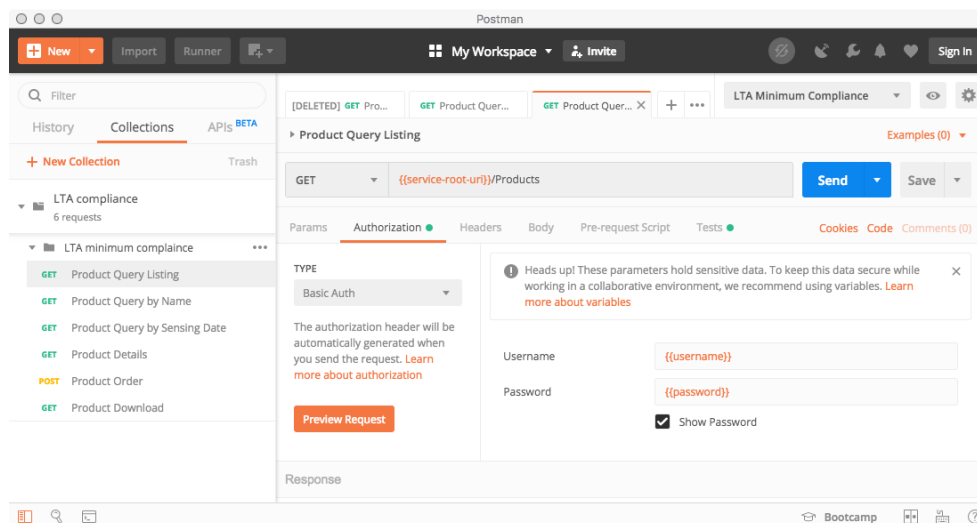 Postman
New
Import
Runner
My Workspace
Invite
Sign In
Filter
History
Collections
APIs BETA
New Collection
Trash
LTA compliance
6 requests
LTA minimum complaince
GET Product Query Listing
GET Product Query by Name
GET Product Query by Sensing Date
GET Product Details
POST Product Order
GET Product Download
[DELETED] GET Pro...
GET Product Quer...
GET Product Quer...
LTA Minimum Compliance
Product Query Listing
Examples (0)
GET
{{service-root-uri}}/Products
Send
Save
Params
Authorization
Headers
Body
Pre-request Script
Tests
Cookies
Code
Comments (0)
TYPE
Basic Auth
The authorization header will be
automatically generated when
you send the request. Learn
more about authorization
Preview Request
Heads up! These parameters hold sensitive data. To keep this data secure while
working in a collaborative environment, we recommend using variables. Learn
more about variables
Username
{{username}}
Password
{{password}}
Show Password
Response
Bootcamp